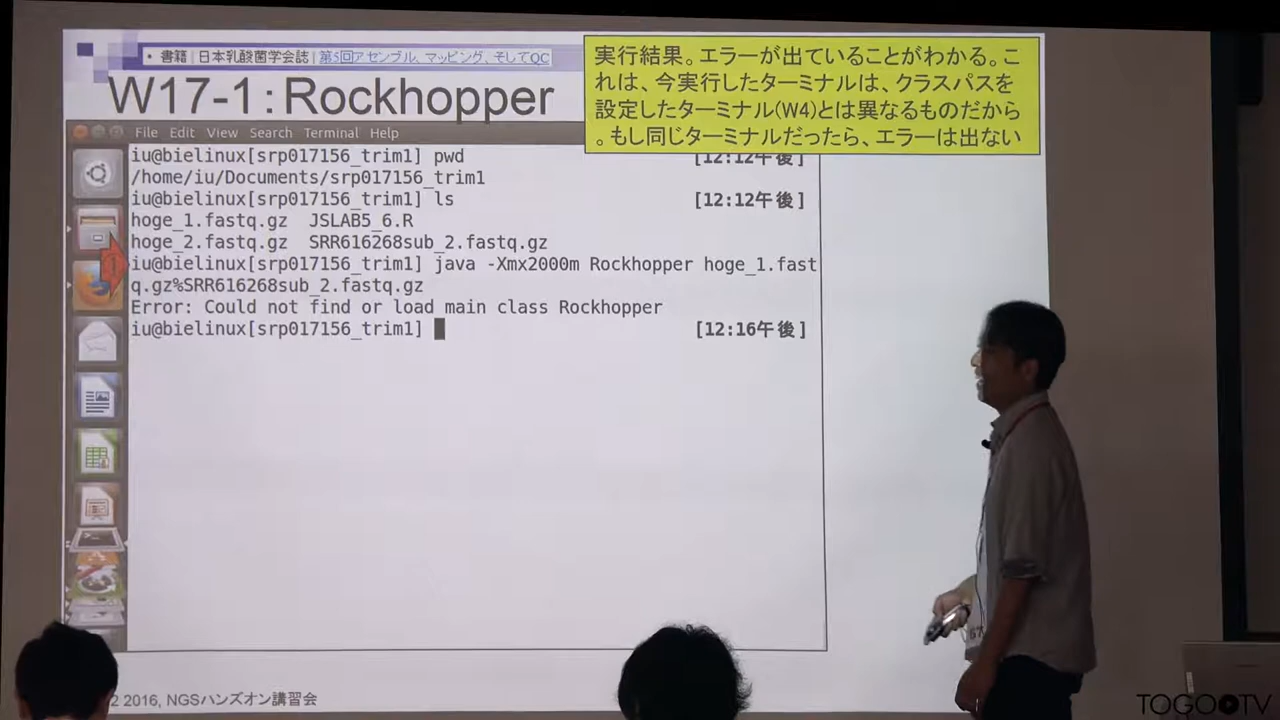 • 書籍 | 日本乳酸菌学会誌 | 第5回アセンブル、マッピング、そしてQC
W17-1：Rockhopper
実行結果。エラーが出ていることがわかる。こ
れは、今実行したターミナルは、クラスパスを
設定したターミナル(W4)とは異なるものだから
。もし同じターミナルだったら、エラーは出ない
File Edit View Search Terminal Help
iu@bielinux[srp017156_trim1] pwd [12:12午後]
/home/iu/Documents/srp017156_trim1
iu@bielinux[srp017156_trim1] ls [12:12午後]
hoge_1.fastq.gz JSLAB5_6.R
hoge_2.fastq.gz SRR616268sub_2.fastq.gz
iu@bielinux[srp017156_trim1] java -Xmx2000m Rockhopper hoge_1.fast
q.gz%SRR616268sub_2.fastq.gz
Error: Could not find or load main class Rockhopper
iu@bielinux[srp017156_trim1] [12:16午後]
①
2 2016, NGSハンズオン講習会
TOGOTV